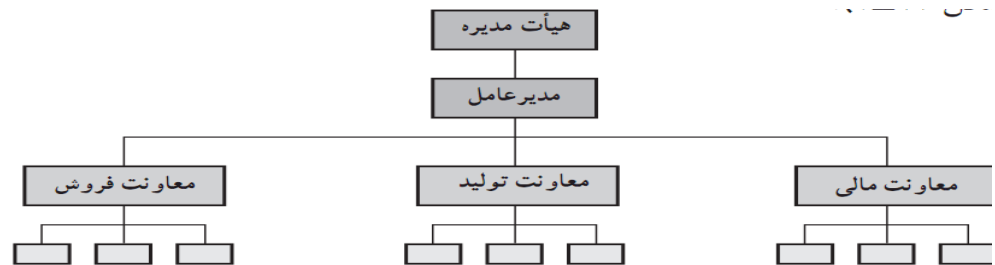 هیأت مدیره
مدیرعامل
معاونت مالی
معاونت تولید
معاونت فروش